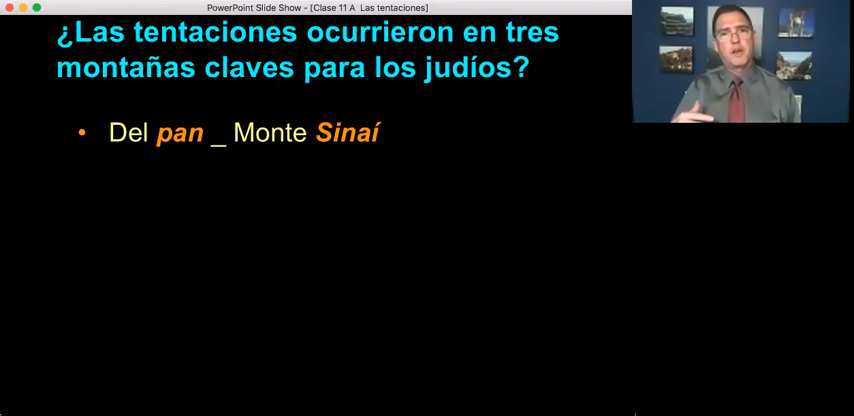 PowerPoint Slide Show - [Clase 11 A Las tentaciones]
¿Las tentaciones ocurrieron en tres
montañas claves para los judíos?
• Del pan _ Monte Sinaí